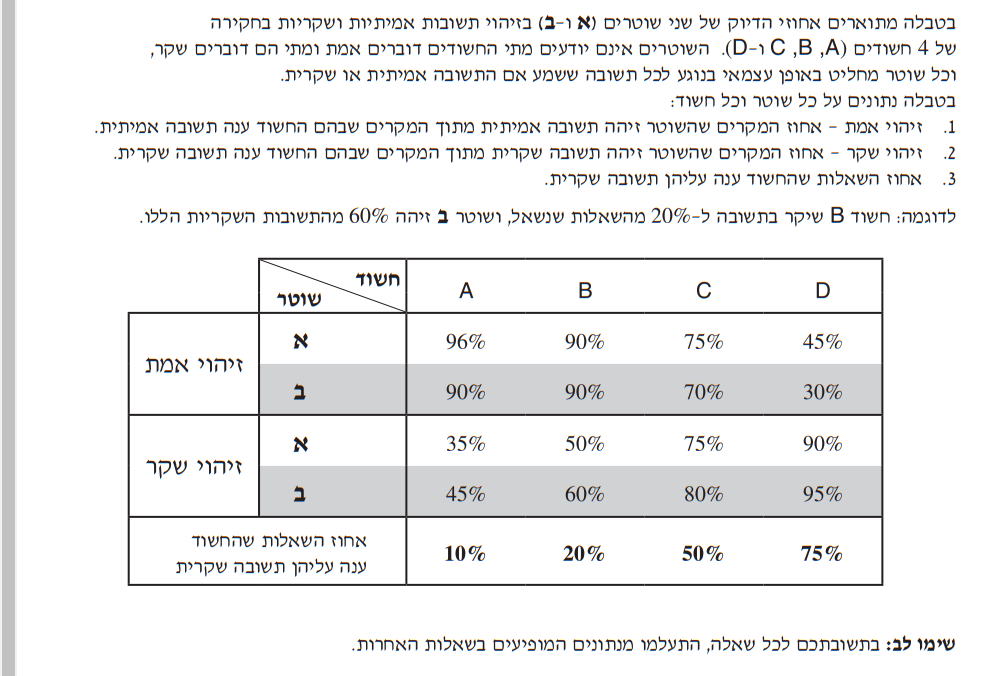 בטבלה מתוארים אחוזי הדיוק של שני שוטרים (א ו-ב) בזיהוי תשובות אמיתיות ושקריות בחקירה
של 4 חשודים (A, B, C ו-D). השוטרים אינם יודעים מתי החשודים דוברים אמת ומתי הם דוברים שקר,
וכל שוטר מחליט באופן עצמאי בנוגע לכל תשובה ששמע אם התשובה אמיתית או שקרית.
בטבלה נתונים על כל שוטר וכל חשוד:
1. זיהוי אמת - אחוז המקרים שהשוטר זיהה תשובה אמיתית מתוך המקרים שבהם החשוד ענה תשובה אמיתית.
2. זיהוי שקר - אחוז המקרים שהשוטר זיהה תשובה שקרית מתוך המקרים שבהם החשוד ענה תשובה שקרית.
3. אחוז השאלות שהחשוד ענה עליהן תשובה שקרית.
לדוגמה: חשוד B שיקר בתשובה ל-20% מהשאלות שנשאל, ושוטר ב זיהה 60% מהתשובות השקריות הללו.
חשוד
שוטר
A B C D
זיהוי אמת
א 96% 90% 75% 45%
ב 90% 90% 70% 30%
זיהוי שקר
א 35% 50% 75% 90%
ב 45% 60% 80% 95%
אחוז השאלות שהחשוד
ענה עליהן תשובה שקרית
10% 20% 50% 75%
שימו לב: בתשובתכם לכל שאלה, התעלמו מנתונים המופיעים בשאלות האחרות.